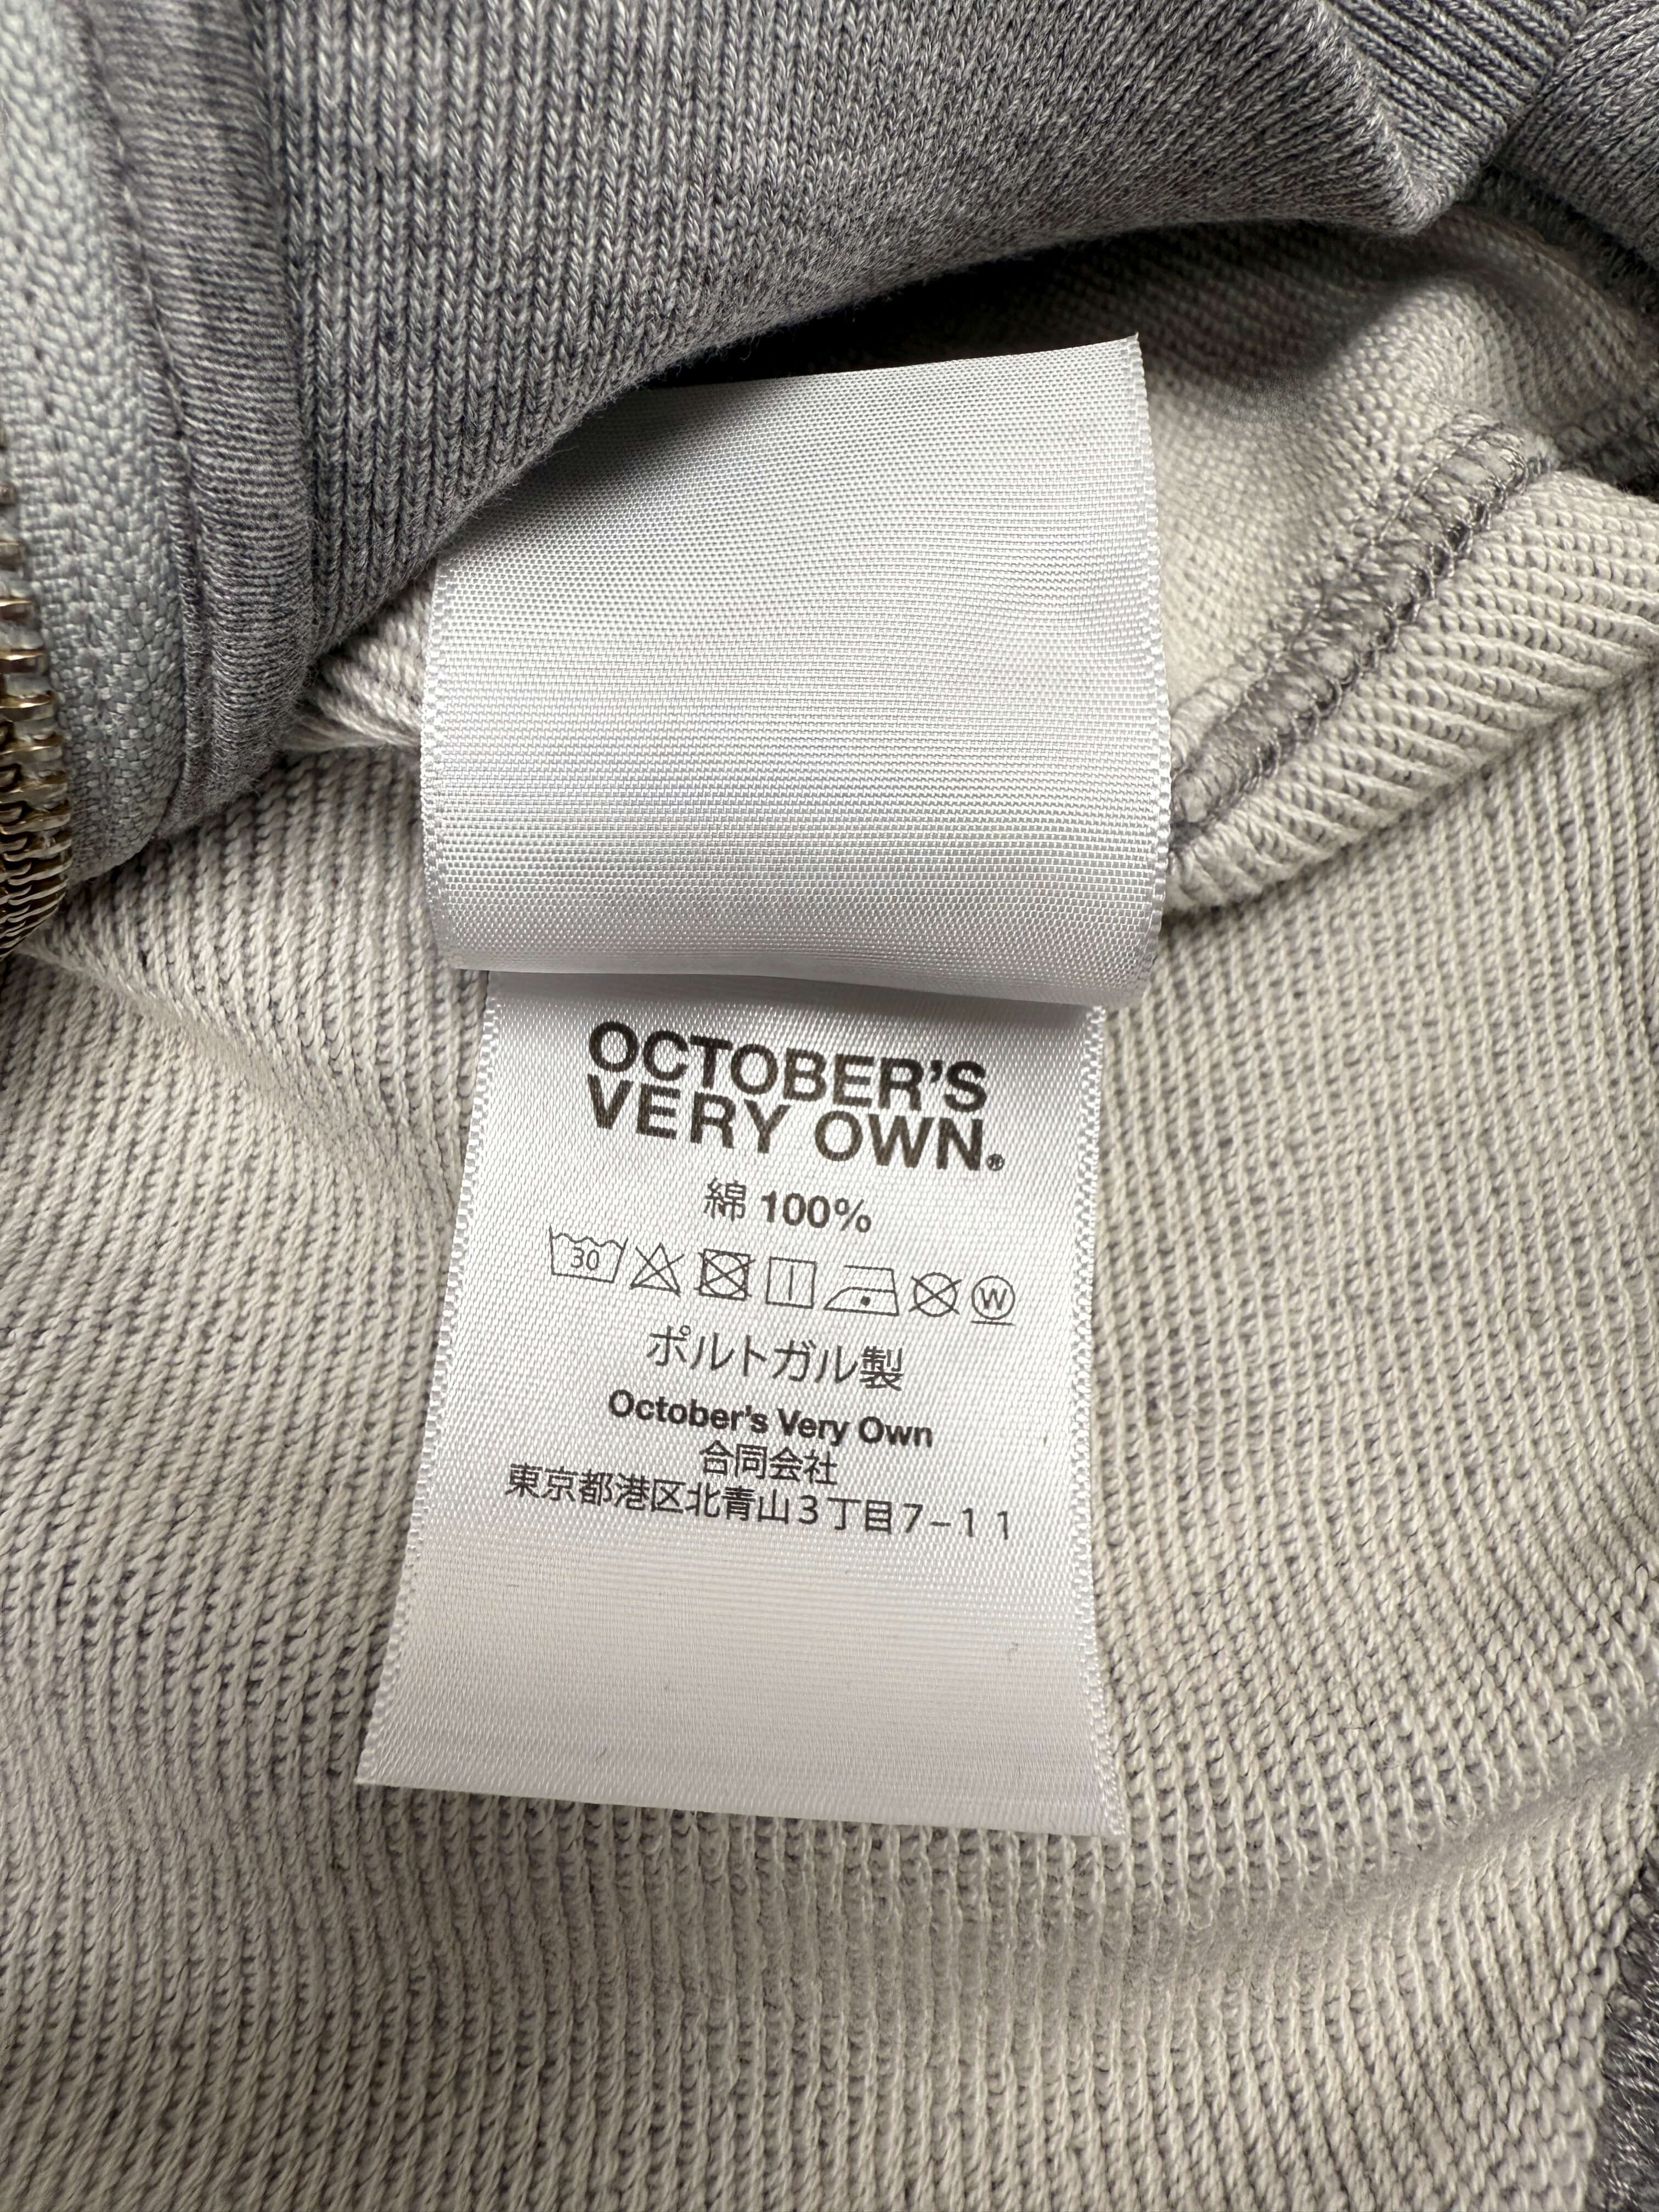 OCTOBER'S
VERY OWN®
綿 100%
30 W
ポルトガル製
October's Very Own
合同会社
東京都港区北青山3丁目7-11